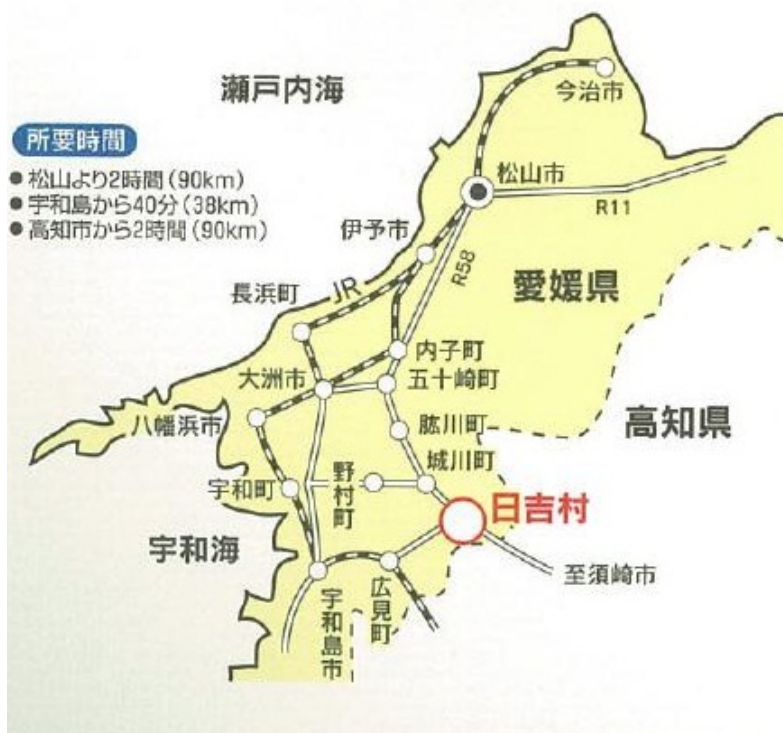 瀬戸内海
今治市
所要時間
●松山より2時間(90km)
●宇和島から40分(38km)
●高知市から2時間(90km)
松山市
R11
伊予市
R58
愛媛県
長浜町
JR
内子町
大洲市
五十崎町
高知県
八幡浜市
肱川町
城川町
宇和町
野村町
日吉村
宇和海
至須崎市
宇和島市
広見町